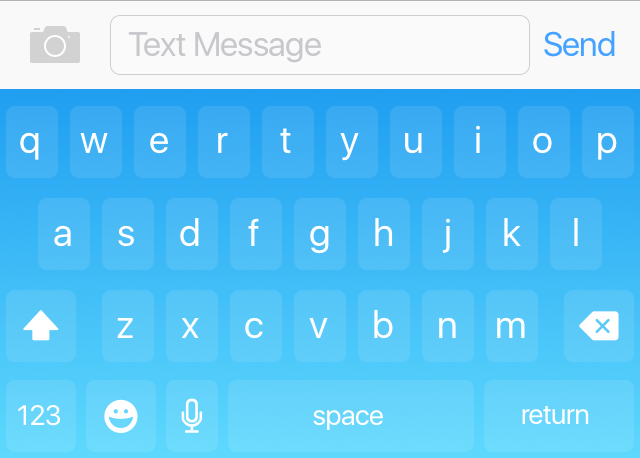 Text Message Send
q w e r t y u i o p
a s d f g h j k l
z x c v b n m
123 space return